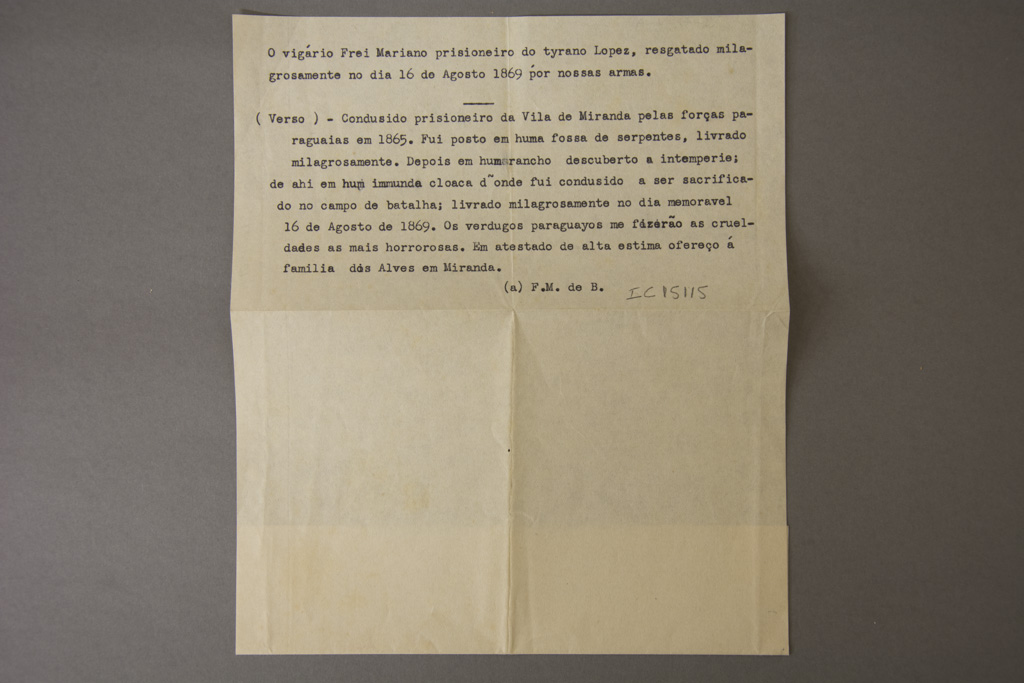 O vigário Frei Mariano prisioneiro do tyrano Lopez, resgatado mila-
grosamente no dia 16 de Agosto 1869 por nossas armas.
( Verso ) - Condusido prisioneiro da Vila de Miranda pelas forças pa-
raguaias em 1865. Fui posto em huma fossa de serpentes, livrado
milagrosamente. Depois em hum rancho descuberto a intemperie;
de ahi em huma immunda cloaca d~onde fui condusido a ser sacrifica-
do no campo de batalha; livrado milagrosamente no dia memoravel
16 de Agosto de 1869. Os verdugos paraguayos me fizerão as cruel-
dades as mais horrorosas. Em atestado de alta estima ofereço á
familia dos Alves em Miranda.
(a) F.M. de B.
IC15115